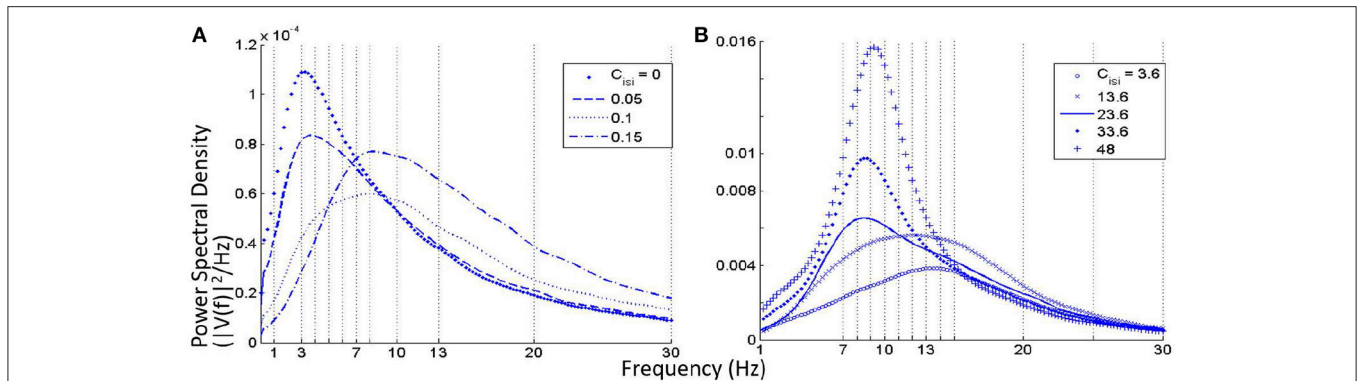 A
1.2 × 10⁻⁴
1
0.8
0.6
0.4
0.2
0
1 3 7 10 13 20 30
C_isi = 0
0.05
0.1
0.15
Power Spectral Density
(|V(f)|²/Hz)
B
0.016
0.01
0.008
0.004
0
1 7 10 13 20 30
C_isi = 3.6
13.6
23.6
33.6
48
Frequency (Hz)